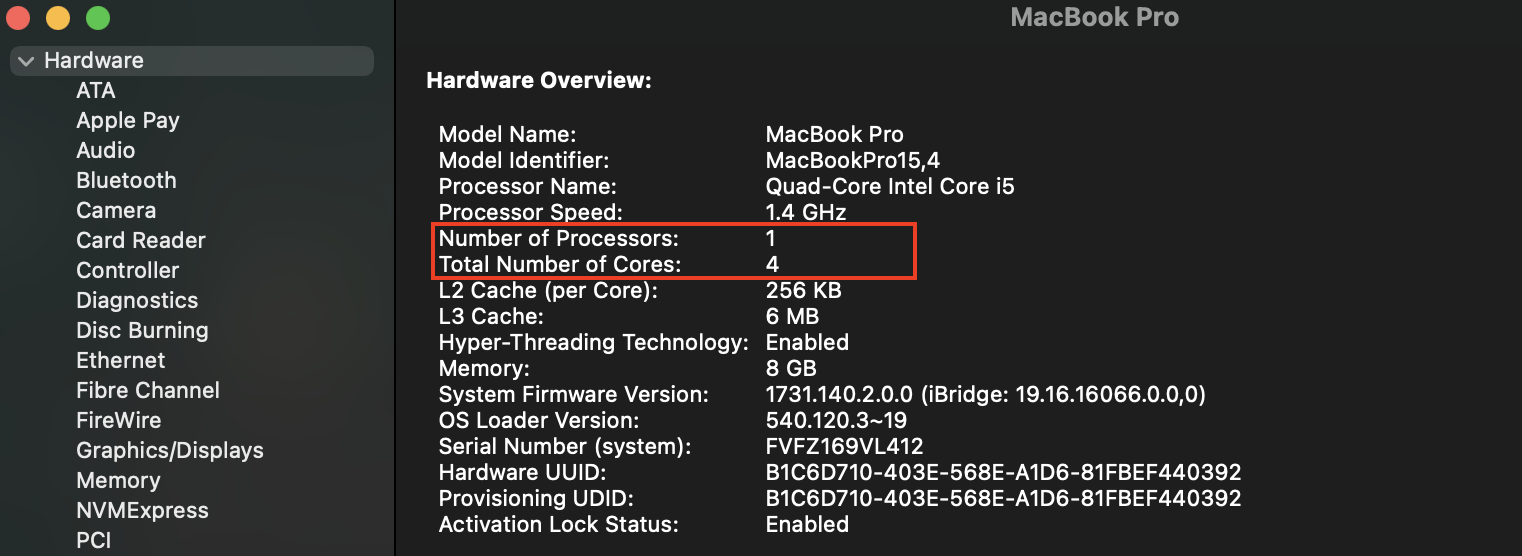 MacBook Pro
Hardware
ATA
Apple Pay
Audio
Bluetooth
Camera
Card Reader
Controller
Diagnostics
Disc Burning
Ethernet
Fibre Channel
FireWire
Graphics/Displays
Memory
NVMExpress
PCI
Hardware Overview:
Model Name: MacBook Pro
Model Identifier: MacBookPro15,4
Processor Name: Quad-Core Intel Core i5
Processor Speed: 1.4 GHz
Number of Processors: 1
Total Number of Cores: 4
L2 Cache (per Core): 256 KB
L3 Cache: 6 MB
Hyper-Threading Technology: Enabled
Memory: 8 GB
System Firmware Version: 1731.140.2.0.0 (iBridge: 19.16.16066.0.0,0)
OS Loader Version: 540.120.3~19
Serial Number (system): FVFZ169VL412
Hardware UUID: B1C6D710-403E-568E-A1D6-81FBEF440392
Provisioning UDID: B1C6D710-403E-568E-A1D6-81FBEF440392
Activation Lock Status: Enabled